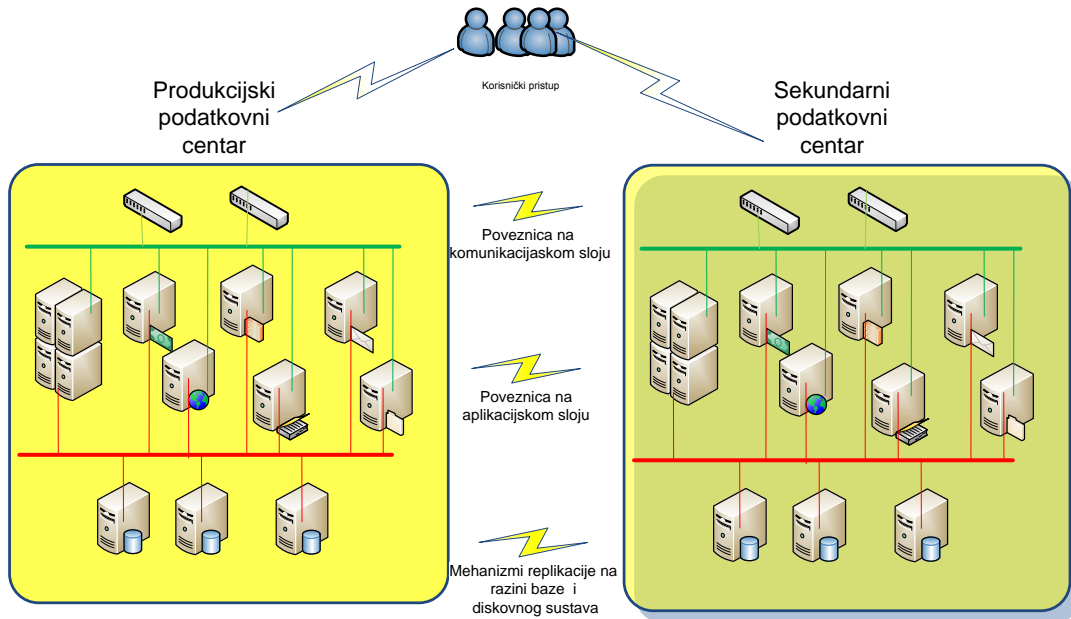 Korisnički pristup
Produkcijski
podatkovni
centar
Sekundarni
podatkovni
centar
Poveznica na
komunikacijaskom sloju
Poveznica na
aplikacijskom sloju
Mehanizmi replikacije na
razini baze i
diskovnog sustava